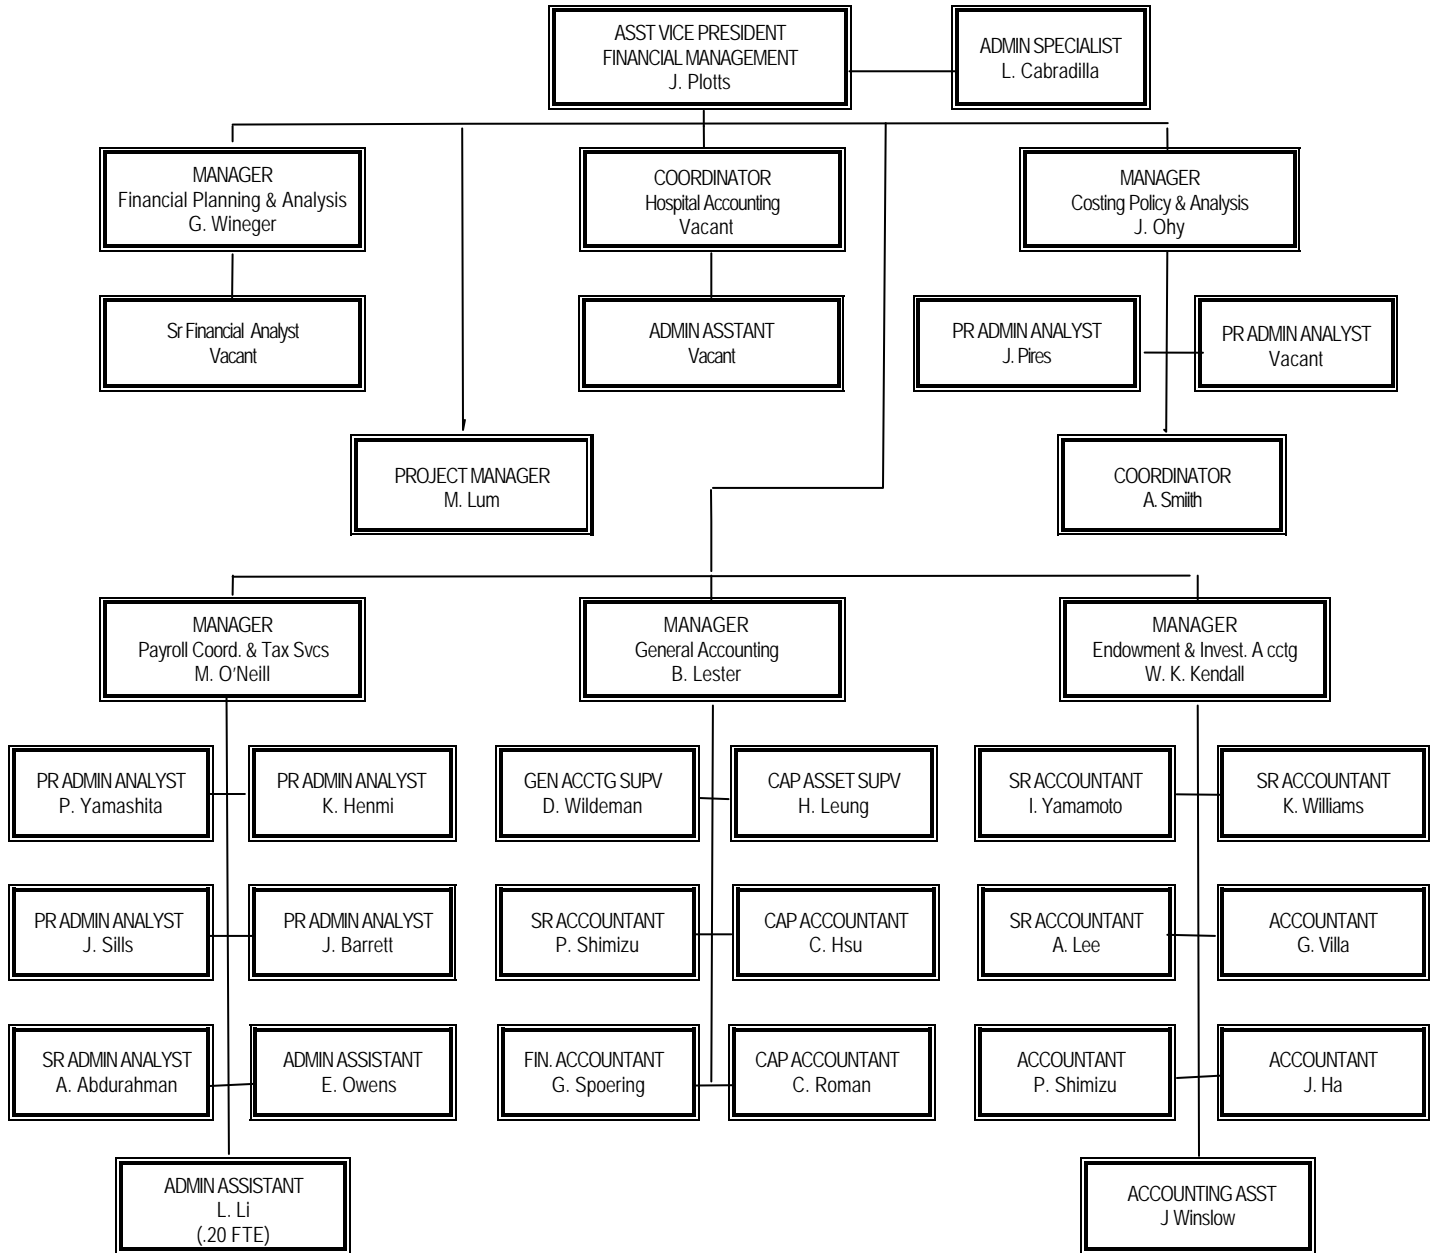 ASST VICE PRESIDENT
FINANCIAL MANAGEMENT
J. Plotts
ADMIN SPECIALIST
L. Cabradilla
MANAGER
Financial Planning & Analysis
G. Wineger
COORDINATOR
Hospital Accounting
Vacant
MANAGER
Costing Policy & Analysis
J. Ohy
Sr Financial Analyst
Vacant
ADMIN ASSTANT
Vacant
PR ADMIN ANALYST
J. Pires
PR ADMIN ANALYST
Vacant
PROJECT MANAGER
M. Lum
COORDINATOR
A. Smiith
MANAGER
Payroll Coord. & Tax Svcs
M. O'Neill
MANAGER
General Accounting
B. Lester
MANAGER
Endowment & Invest. A cctg
W. K. Kendall
PR ADMIN ANALYST
P. Yamashita
PR ADMIN ANALYST
K. Henmi
GEN ACCTG SUPV
D. Wildeman
CAP ASSET SUPV
H. Leung
SR ACCOUNTANT
I. Yamamoto
SR ACCOUNTANT
K. Williams
PR ADMIN ANALYST
J. Sills
PR ADMIN ANALYST
J. Barrett
SR ACCOUNTANT
P. Shimizu
CAP ACCOUNTANT
C. Hsu
SR ACCOUNTANT
A. Lee
ACCOUNTANT
G. Villa
SR ADMIN ANALYST
A. Abdurahman
ADMIN ASSISTANT
E. Owens
FIN. ACCOUNTANT
G. Spoering
CAP ACCOUNTANT
C. Roman
ACCOUNTANT
P. Shimizu
ACCOUNTANT
J. Ha
ADMIN ASSISTANT
L. Li
(.20 FTE)
ACCOUNTING ASST
J Winslow